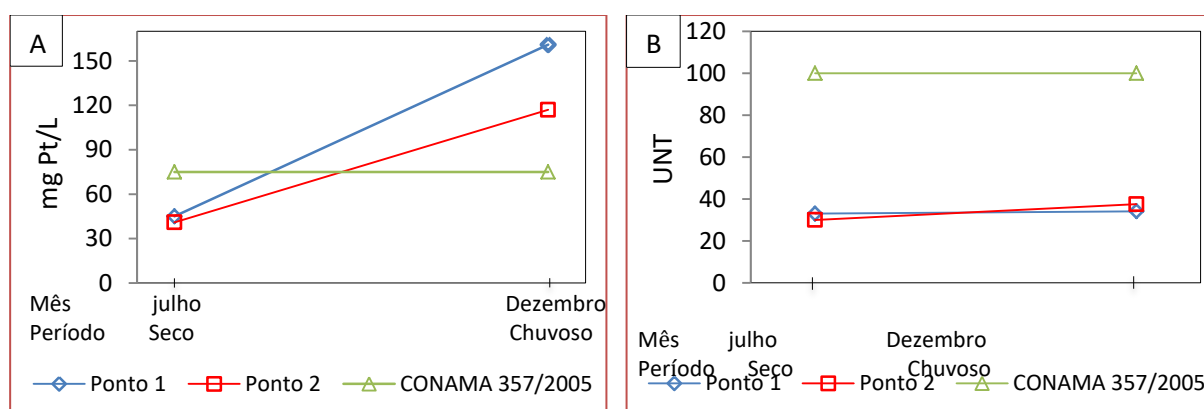 A
mg Pt/L
150
120
90
60
30
0
Mês julho Dezembro
Período Seco Chuvoso
Ponto 1 Ponto 2 CONAMA 357/2005
B
UNT
120
100
80
60
40
20
0
Mês julho Dezembro
Período Seco Chuvoso
Ponto 1 Ponto 2 CONAMA 357/2005